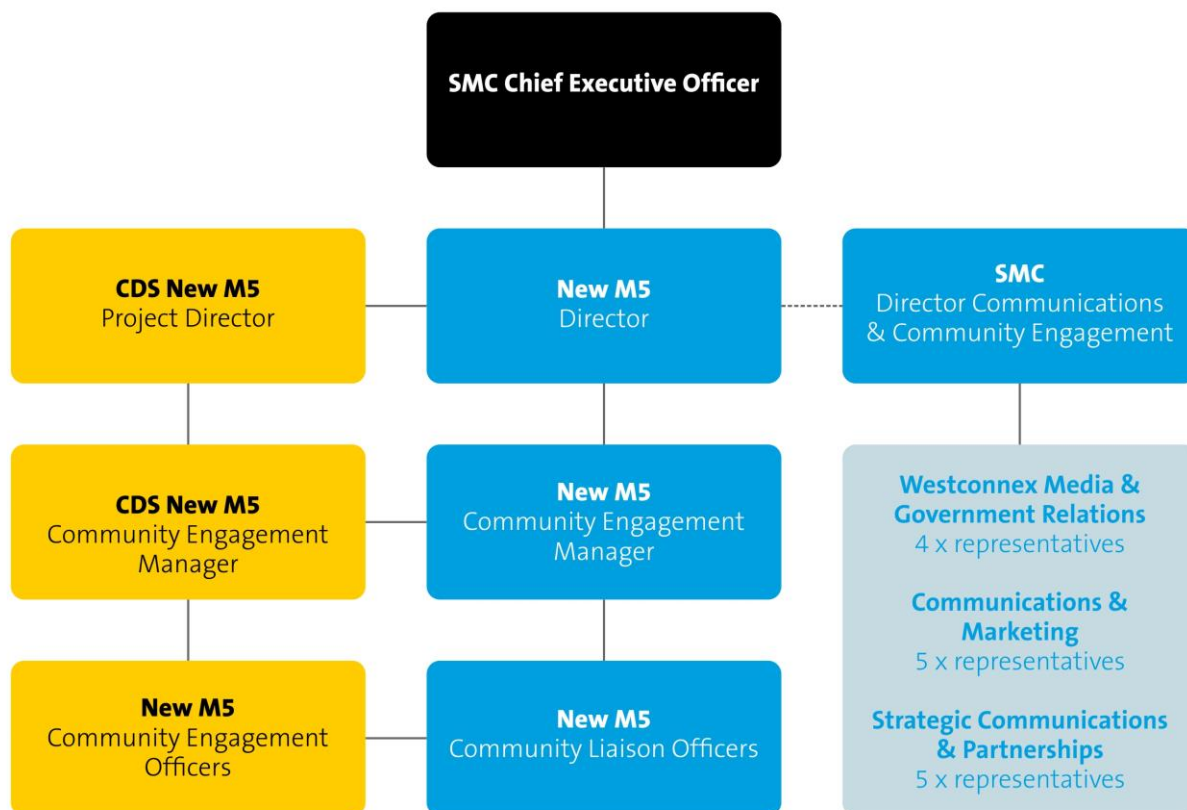 SMC Chief Executive Officer
CDS New M5
Project Director
New M5
Director
SMC
Director Communications
& Community Engagement
CDS New M5
Community Engagement
Manager
New M5
Community Engagement
Manager
Westconnex Media &
Government Relations
4 x representatives
Communications &
Marketing
5 x representatives
Strategic Communications
& Partnerships
5 x representatives
New M5
Community Engagement
Officers
New M5
Community Liaison Officers